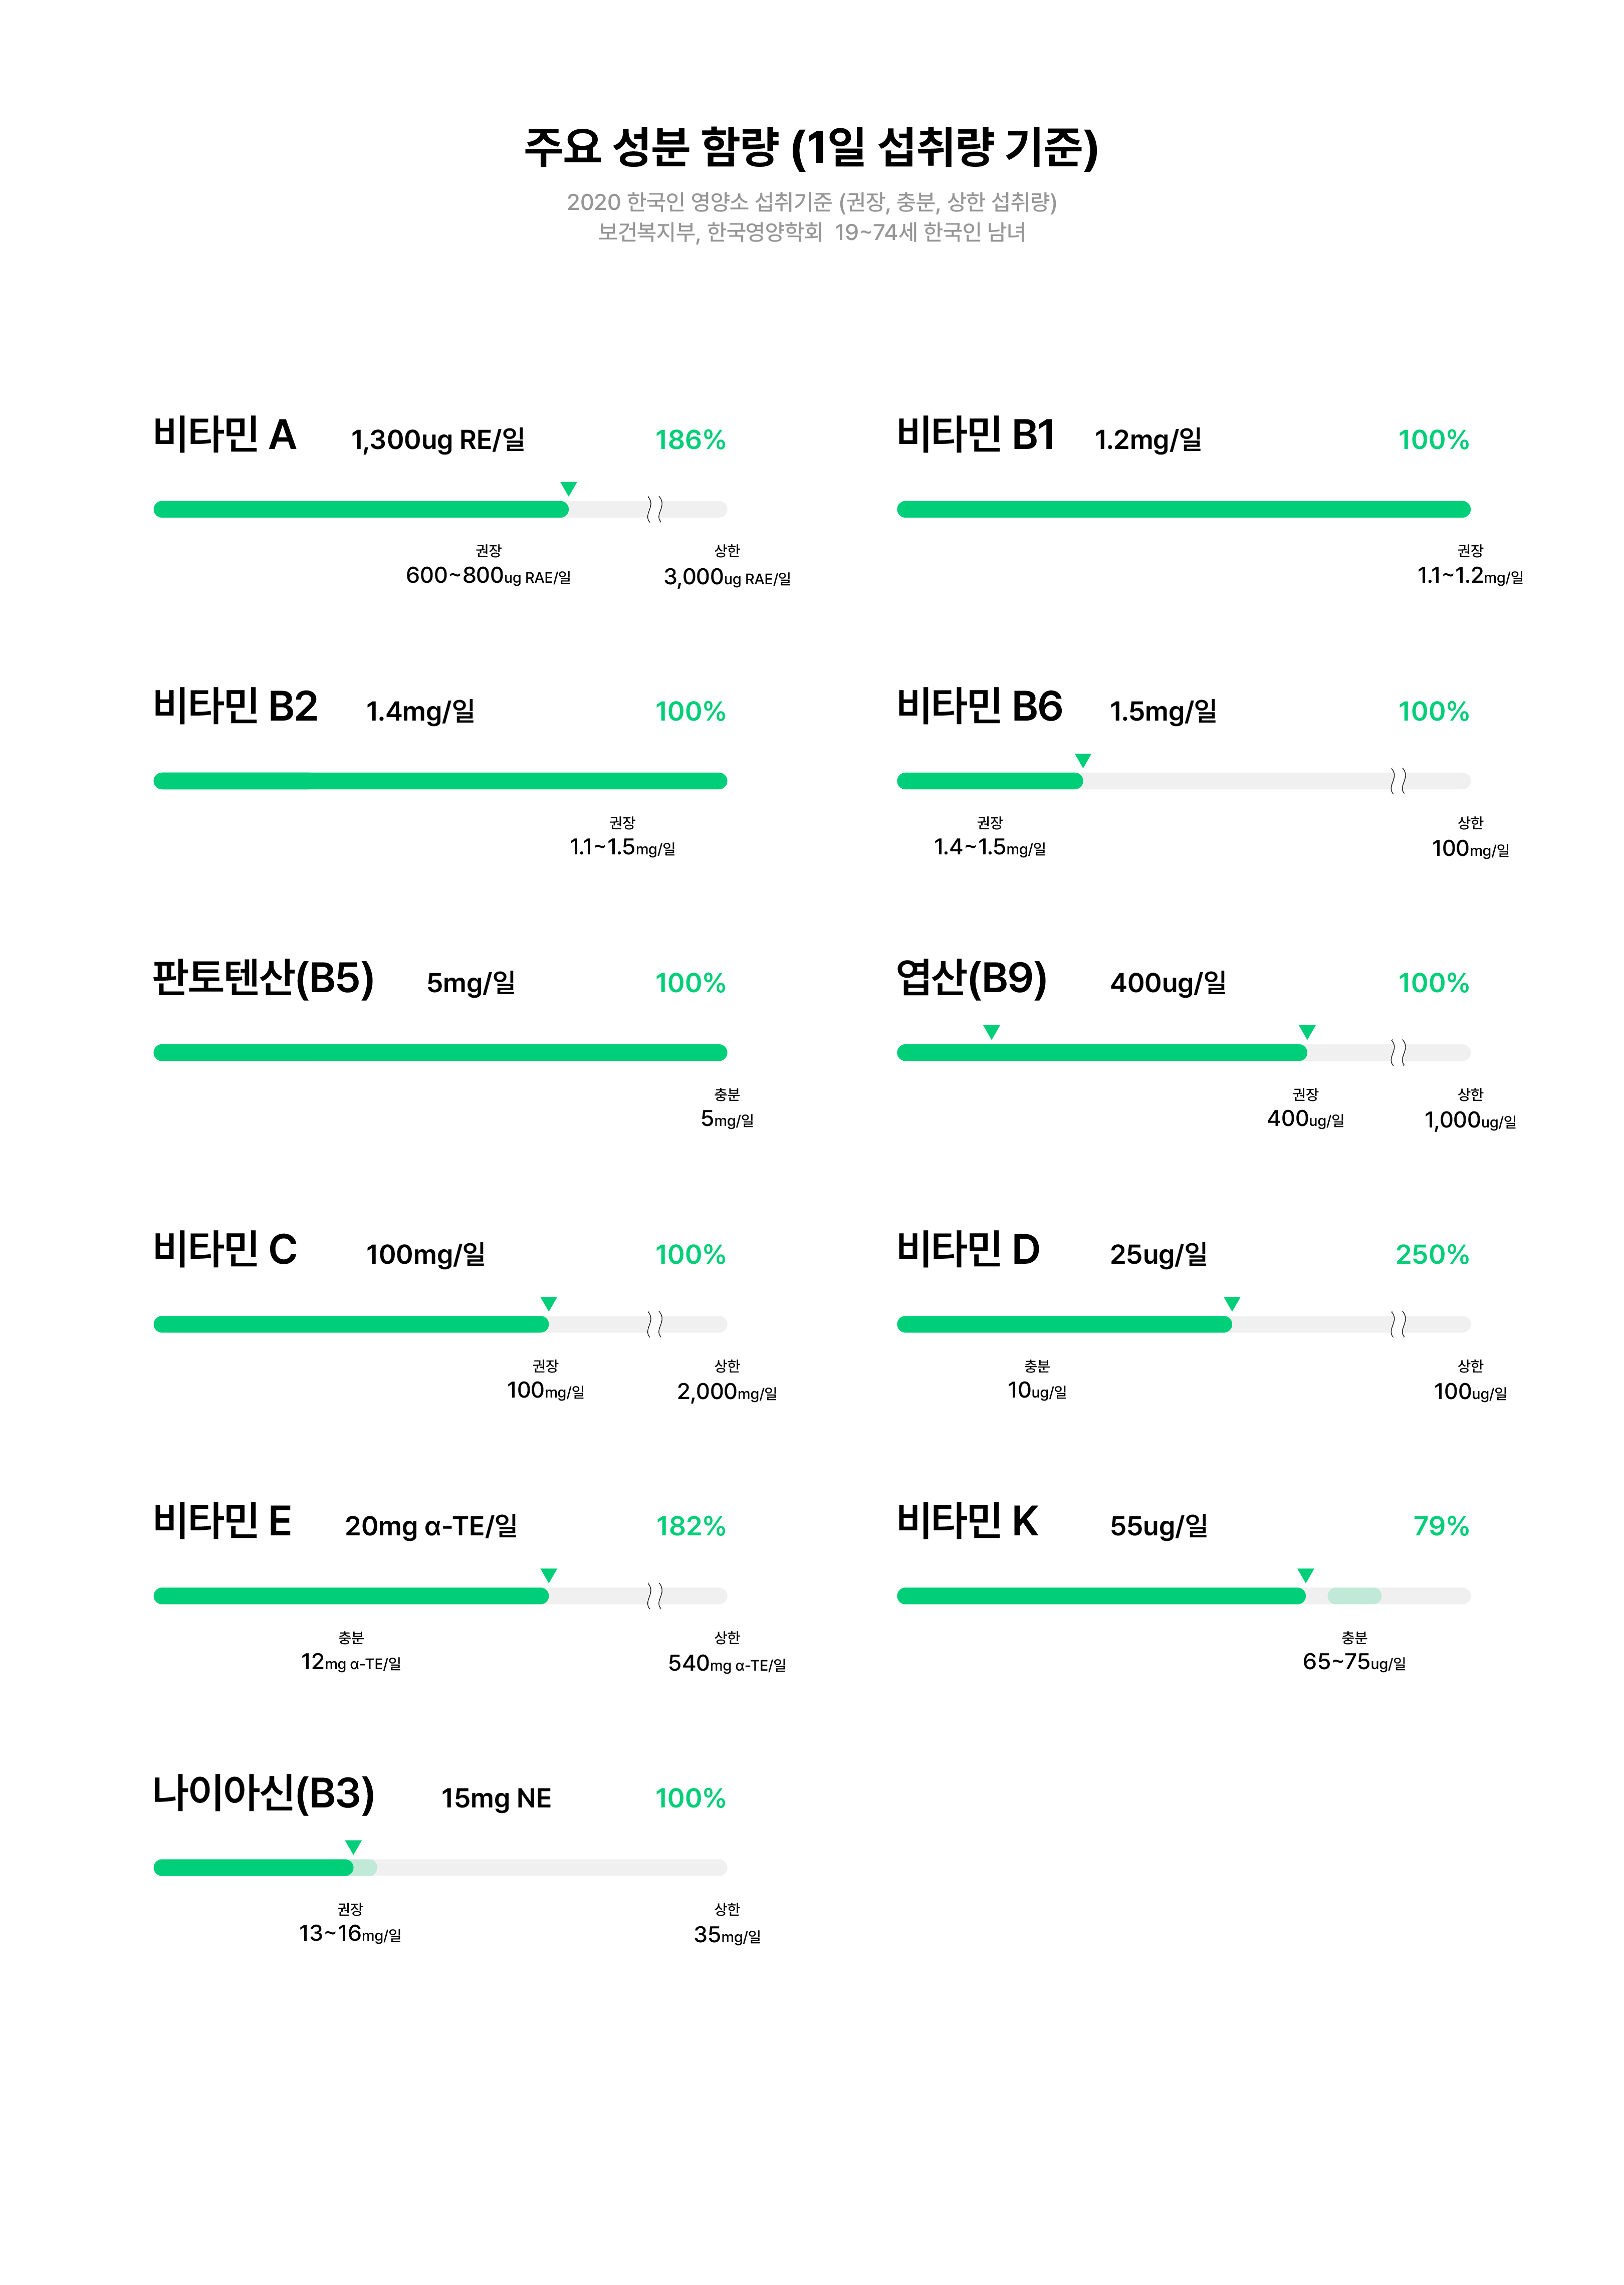 주요 성분 함량 (1일 섭취량 기준)
2020 한국인 영양소 섭취기준 (권장, 충분, 상한 섭취량)
보건복지부, 한국영양학회 19~74세 한국인 남녀
비타민 A 1,300ug RE/일 186%
권장 상한
600~800ug RAE/일 3,000ug RAE/일
비타민 B1 1.2mg/일 100%
권장
1.1~1.2mg/일
비타민 B2 1.4mg/일 100%
권장
1.1~1.5mg/일
비타민 B6 1.5mg/일 100%
권장 상한
1.4~1.5mg/일 100mg/일
판토텐산(B5) 5mg/일 100%
충분
5mg/일
엽산(B9) 400ug/일 100%
권장 상한
400ug/일 1,000ug/일
비타민 C 100mg/일 100%
권장 상한
100mg/일 2,000mg/일
비타민 D 25ug/일 250%
충분 상한
10ug/일 100ug/일
비타민 E 20mg α-TE/일 182%
충분 상한
12mg α-TE/일 540mg α-TE/일
비타민 K 55ug/일 79%
충분
65~75ug/일
나이아신(B3) 15mg NE 100%
권장 상한
13~16mg/일 35mg/일